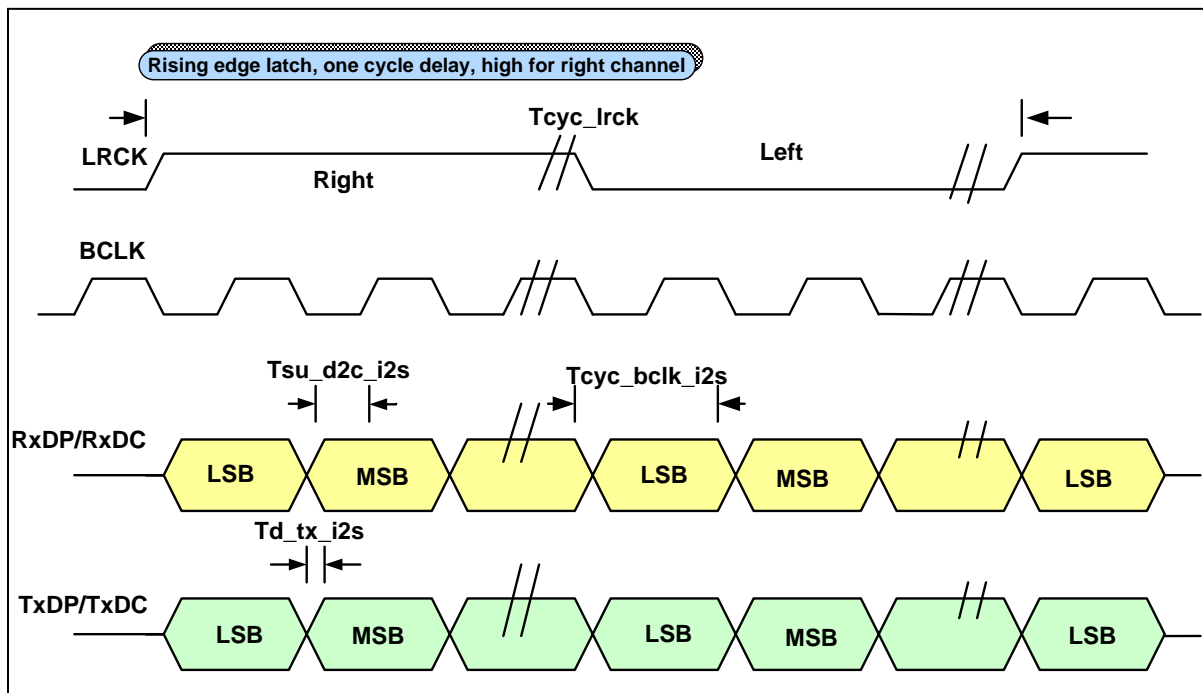 Rising edge latch, one cycle delay, high for right channel
Tcyc_lrck
LRCK
Right
Left
BCLK
Tsu_d2c_i2s
Tcyc_bclk_i2s
RxDP/RxDC
LSB
MSB
LSB
MSB
LSB
Td_tx_i2s
TxDP/TxDC
LSB
MSB
LSB
MSB
LSB